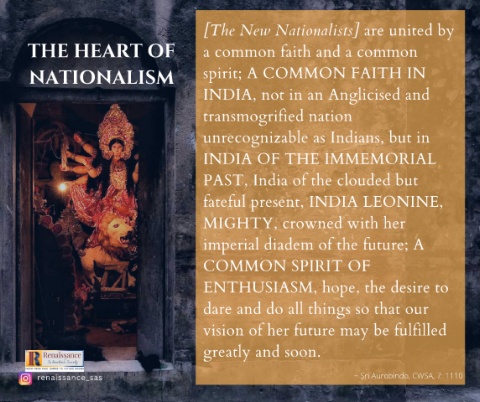 THE HEART OF
NATIONALISM
[The New Nationalists] are united by
a common faith and a common
spirit; A COMMON FAITH IN
INDIA, not in an Anglicised and
transmogrified nation
unrecognizable as Indians, but in
INDIA OF THE IMMEMORIAL
PAST, India of the clouded but
fateful present, INDIA LEONINE,
MIGHTY, crowned with her
imperial diadem of the future; A
COMMON SPIRIT OF
ENTHUSIASM, hope, the desire to
dare and do all things so that our
vision of her future may be fulfilled
greatly and soon.
~ Sri Aurobindo, CWSA, 7: 1110
Renaissance
renaissance_sas